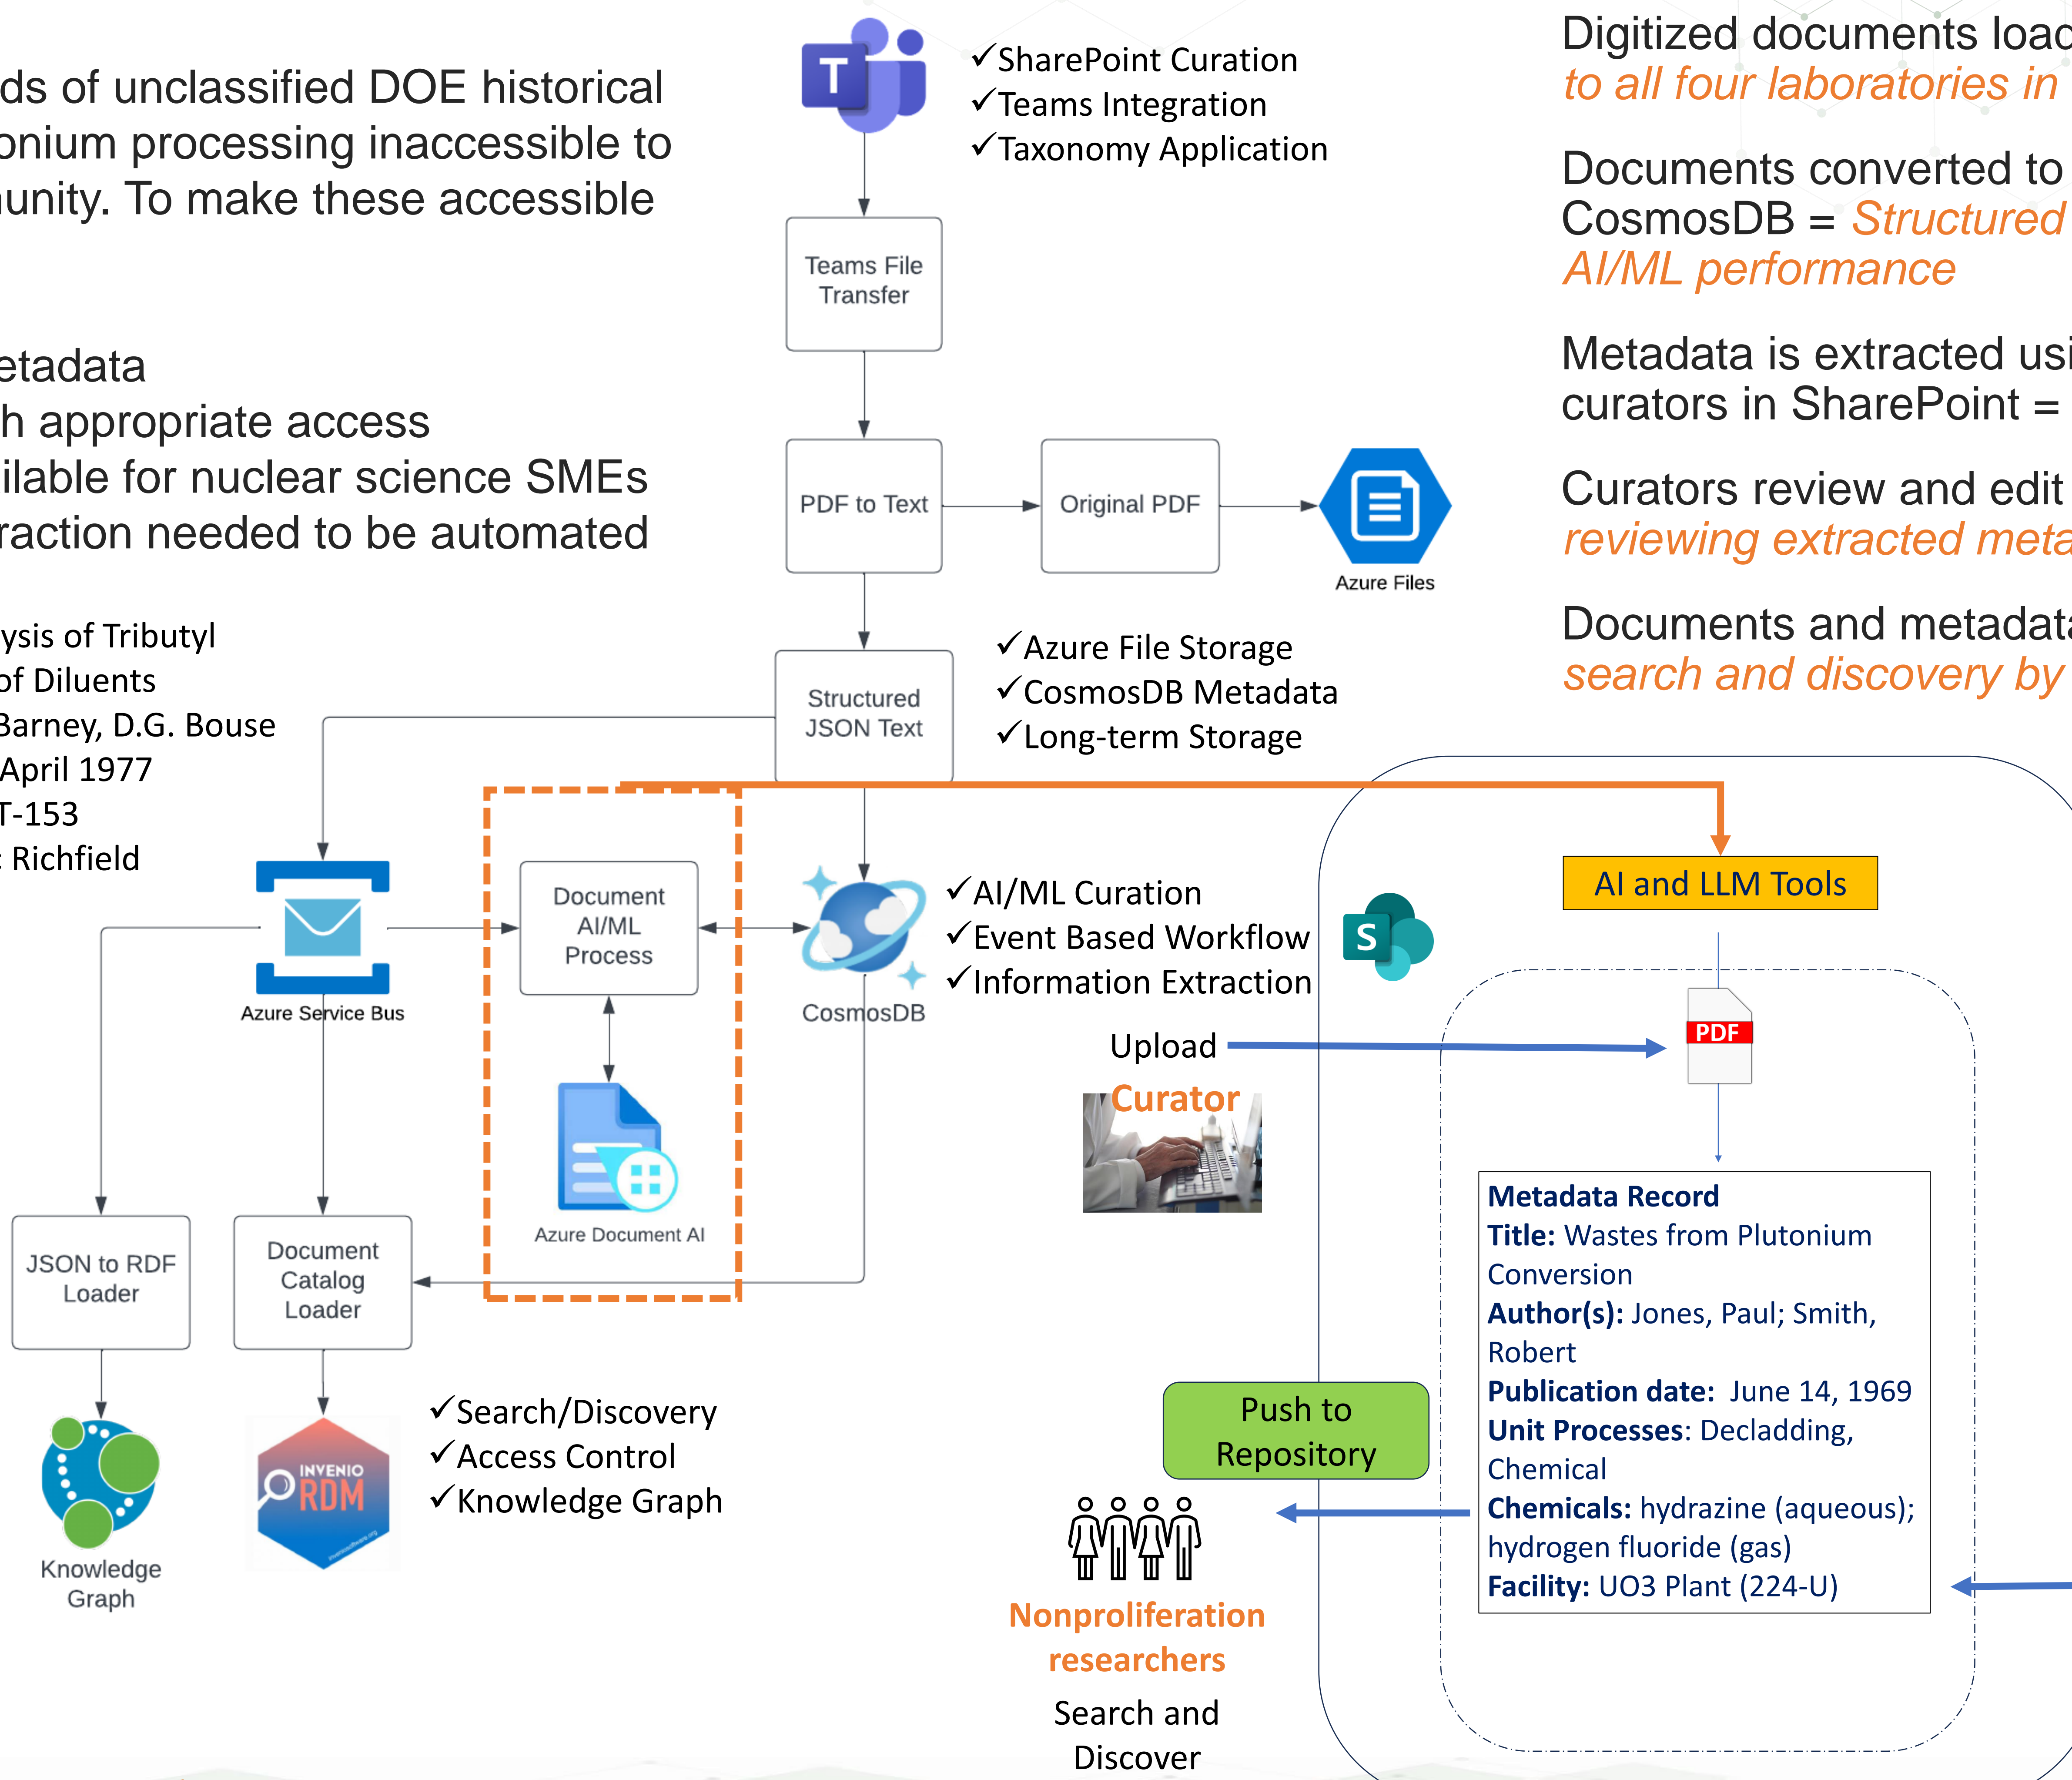 ds of unclassified DOE historical
onium processing inaccessible to
unity. To make these accessible
etadata
h appropriate access
ilable for nuclear science SMEs
raction needed to be automated
ysis of Tributyl
of Diluents
Barney, D.G. Bouse
April 1977
T-153
: Richfield
T
✓SharePoint Curation
✓Teams Integration
✓Taxonomy Application
Teams File
Transfer
PDF to Text
Original PDF
Azure Files
Structured
JSON Text
✓Azure File Storage
✓CosmosDB Metadata
✓Long-term Storage
Azure Service Bus
Document
AI/ML
Process
CosmosDB
✓AI/ML Curation
✓Event Based Workflow
✓Information Extraction
Azure Document AI
JSON to RDF
Loader
Document
Catalog
Loader
Knowledge
Graph
INVENIO
RDM
✓Search/Discovery
✓Access Control
✓Knowledge Graph
Digitized documents load
to all four laboratories in
Documents converted to
CosmosDB = Structured
AI/ML performance
Metadata is extracted usi
curators in SharePoint =
Curators review and edit
reviewing extracted meta
Documents and metadata
search and discovery by
S
AI and LLM Tools
Upload
Curator
PDF
Metadata Record
Title: Wastes from Plutonium
Conversion
Author(s): Jones, Paul; Smith,
Robert
Publication date: June 14, 1969
Unit Processes: Decladding,
Chemical
Chemicals: hydrazine (aqueous);
hydrogen fluoride (gas)
Facility: UO3 Plant (224-U)
Push to
Repository
Nonproliferation
researchers
Search and
Discover